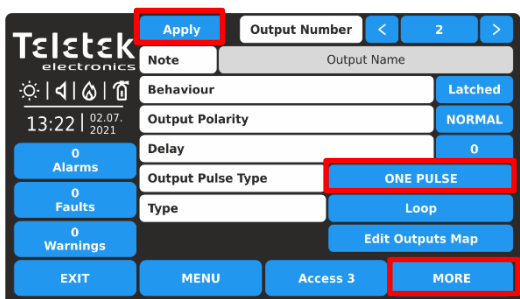 Teletek
electronics
13:22 | 02.07.
2021
0
Alarms
0
Faults
0
Warnings
Apply
Output Number < 2 >
Note Output Name
Behaviour Latched
Output Polarity NORMAL
Delay 0
Output Pulse Type ONE PULSE
Type Loop
Edit Outputs Map
EXIT MENU Access 3 MORE